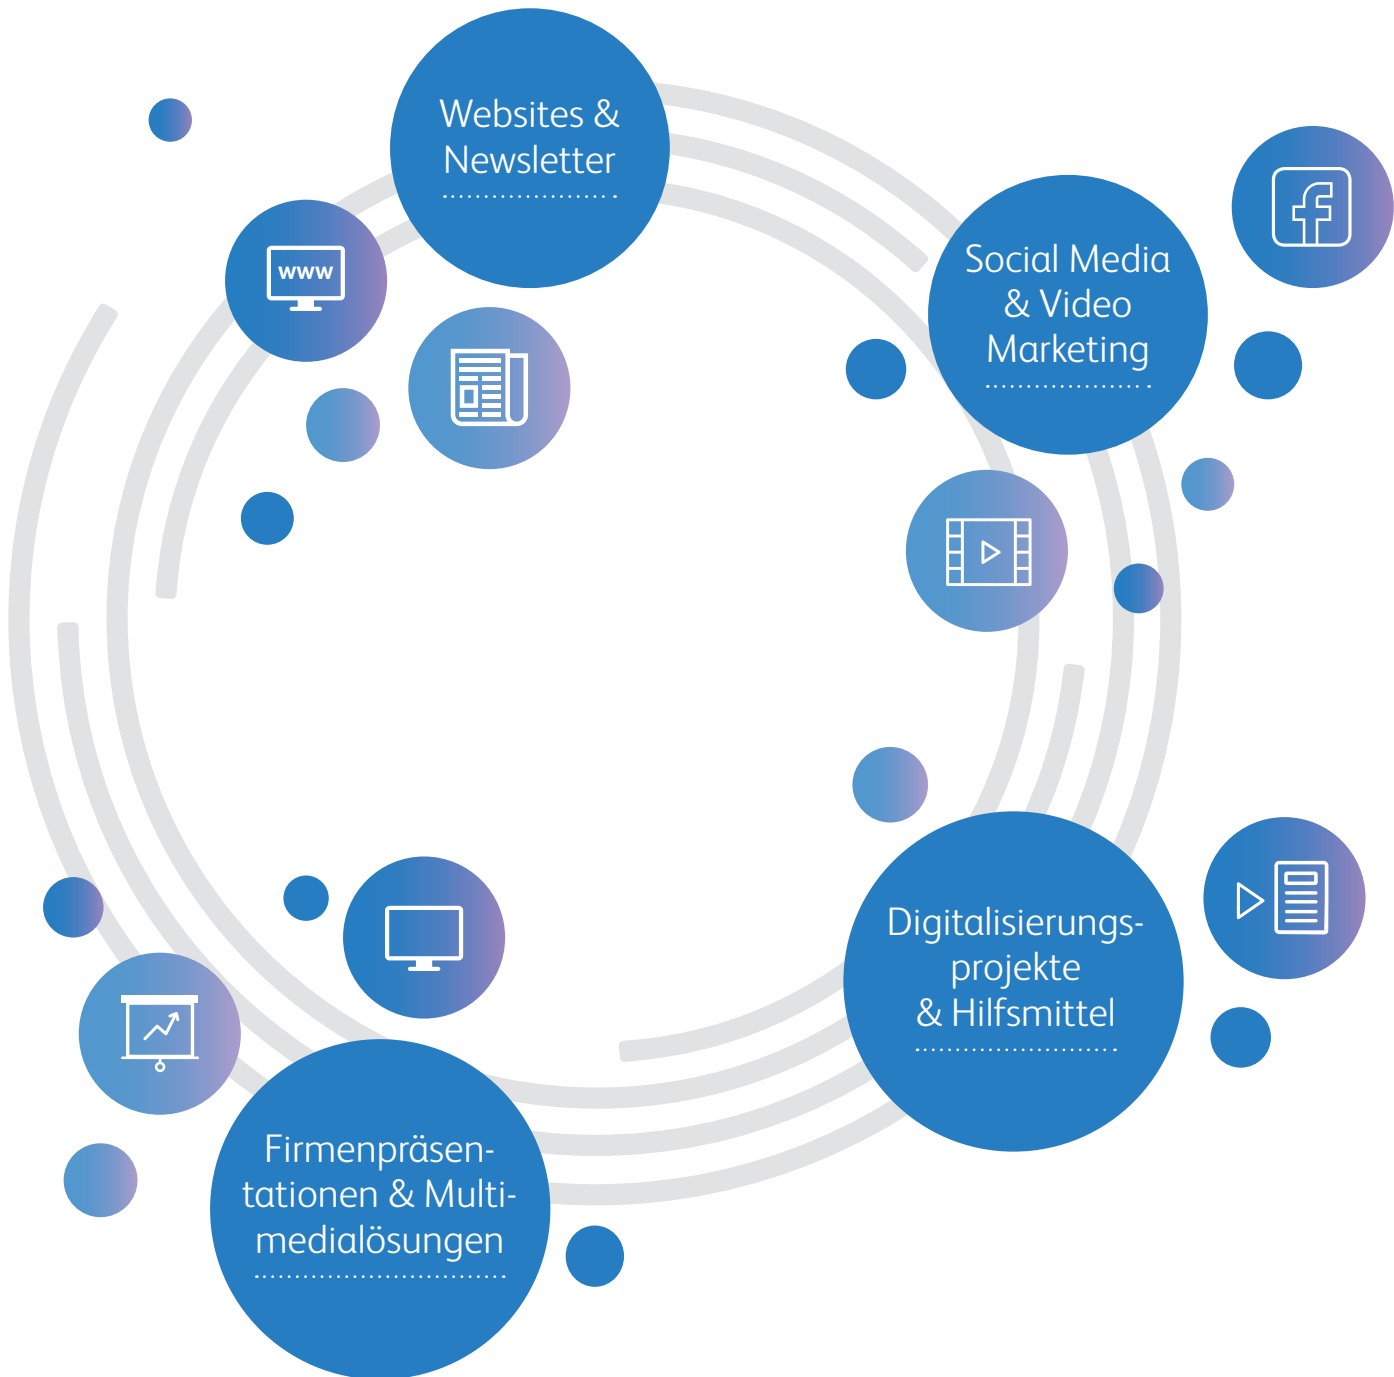 Websites &
Newsletter
www
Social Media
& Video
Marketing
Digitalisierungs-
projekte
& Hilfsmittel
Firmenpräsen-
tationen & Multi-
medialösungen